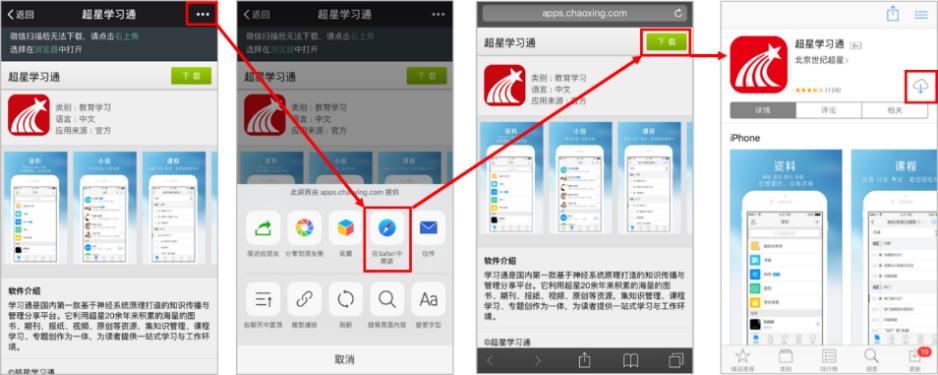 返回
超星学习通
微信扫描后无法下载，请点击右上角
选择在浏览器中打开
超星学习通
下载
类别：教育学习
语言：中文
应用来源：官方
资料
小组
课程
软件介绍
学习通是国内第一款基于神经系统原理打造的知识传播与
管理分享平台。它利用超星20余年来积累的海量的图
书、期刊、报纸、视频、原创等资源，集知识管理、课程
学习、专题创作为一体，为读者提供一站式学习与工作环
境。
©超星学习通
返回
超星学习通
微信扫描后无法下载，请点击右上角
选择在浏览器中打开
超星学习通
下载
类别：教育学习
语言：中文
应用来源：官方
此網頁由 apps.chaoxing.com 提供
傳送給朋友
分享到朋友圈
收藏
在Safari中
開啟
信件
在聊天中置頂
複製連結
刷新
搜尋頁面內容
變更字型
取消
apps.chaoxing.com
超星学习通
下载
类别：教育学习
语言：中文
应用来源：官方
资料
小组
课程
软件介绍
学习通是国内第一款基于神经系统原理打造的知识传播与
管理分享平台。它利用超星20余年来积累的海量的图
书、期刊、报纸、视频、原创等资源，集知识管理、课程
学习、专题创作为一体，为读者提供一站式学习与工作环
境。
©超星学习通
超星学习通
北京世纪超星
(126)
详情
评论
相关
iPhone
资料
课程
精品推荐
类别
排行榜
搜索
更新
19